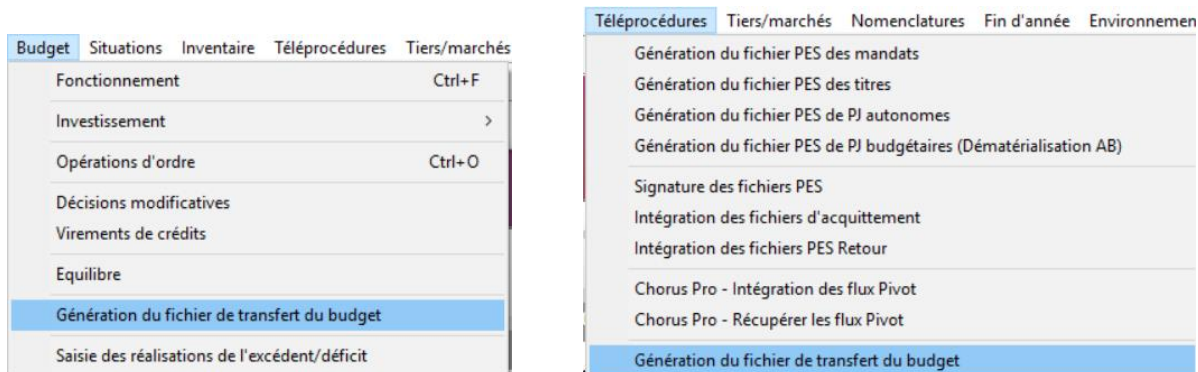 Budget Situations Inventaire Téléprocédures Tiers/marchés
Fonctionnement Ctrl+F
Investissement >
Opérations d'ordre Ctrl+O
Décisions modificatives
Virements de crédits
Equilibre
Génération du fichier de transfert du budget
Saisie des réalisations de l'excédent/déficit
Téléprocédures Tiers/marchés Nomenclatures Fin d'année Environnemen
Génération du fichier PES des mandats
Génération du fichier PES des titres
Génération du fichier PES de PJ autonomes
Génération du fichier PES de PJ budgétaires (Dématérialisation AB)
Signature des fichiers PES
Intégration des fichiers d'acquittement
Intégration des fichiers PES Retour
Chorus Pro - Intégration des flux Pivot
Chorus Pro - Récupérer les flux Pivot
Génération du fichier de transfert du budget